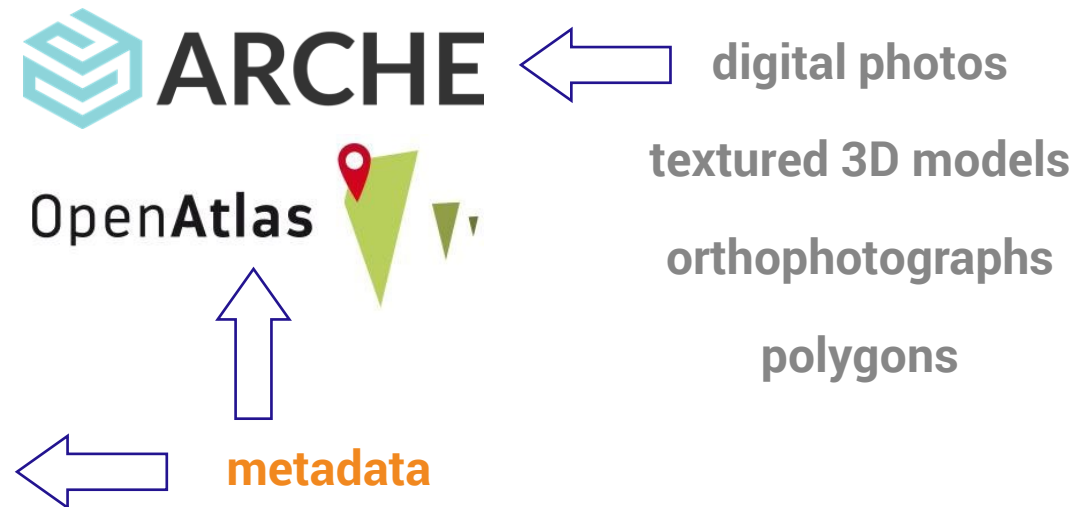 ARCHE
digital photos
textured 3D models
OpenAtlas
orthophotographs
polygons
metadata